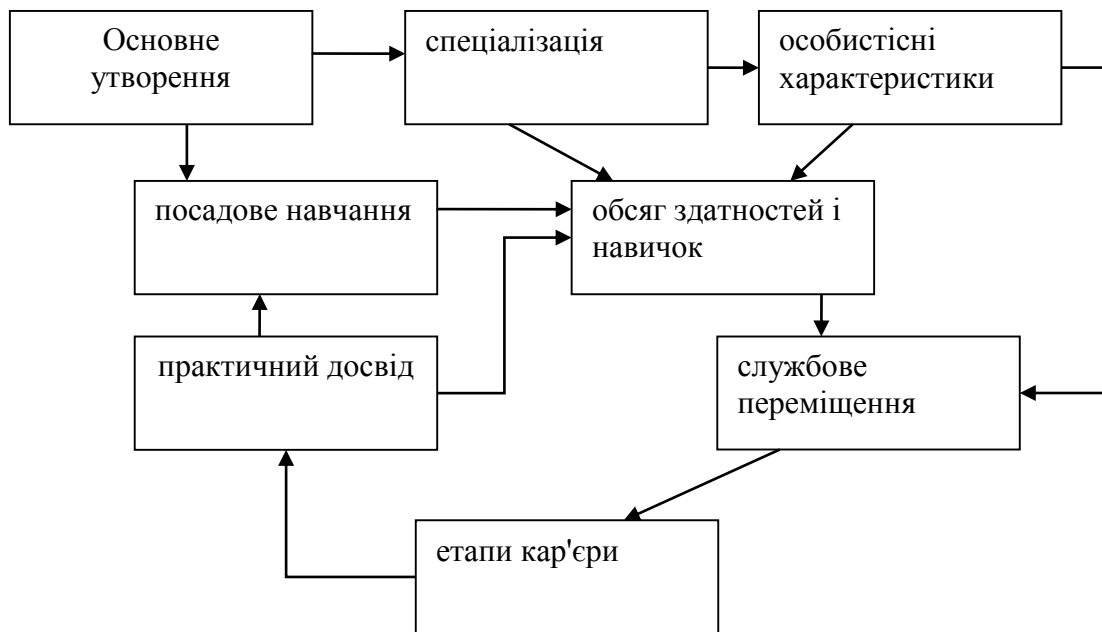 Основне
утворення
спеціалізація
особистісні
характеристики
посадове навчання
обсяг здатностей і
навичок
практичний досвід
службове
переміщення
етапи кар'єри